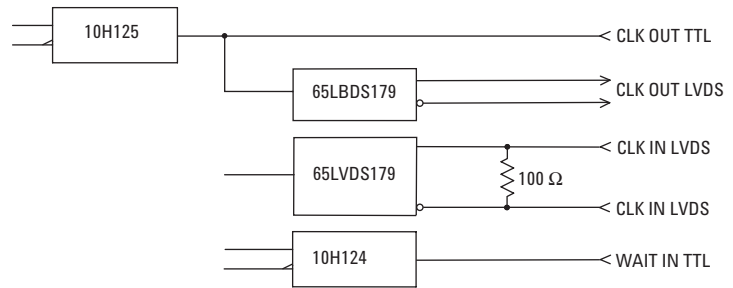 10H125
CLK OUT TTL
65LBDS179
CLK OUT LVDS
65LVDS179
CLK IN LVDS
100 Ω
CLK IN LVDS
10H124
WAIT IN TTL